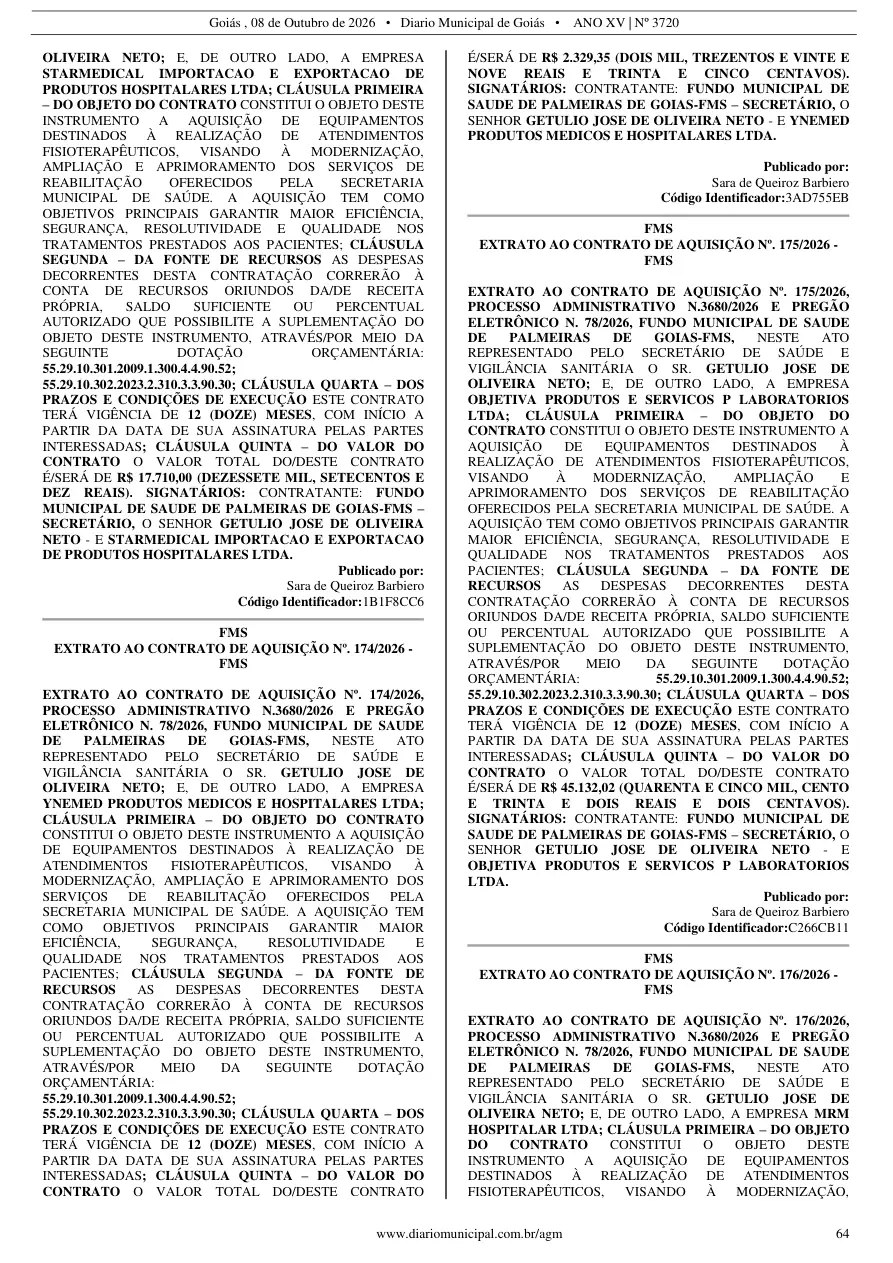 Goiás , 08 de Outubro de 2026 • Diario Municipal de Goiás • ANO XV | Nº 3720
OLIVEIRA NETO; E, DE OUTRO LADO, A EMPRESA
STARMEDICAL IMPORTACAO E EXPORTACAO DE
PRODUTOS HOSPITALARES LTDA; CLÁUSULA PRIMEIRA
– DO OBJETO DO CONTRATO CONSTITUI O OBJETO DESTE
INSTRUMENTO A AQUISIÇÃO DE EQUIPAMENTOS
DESTINADOS À REALIZAÇÃO DE ATENDIMENTOS
FISIOTERAPÊUTICOS, VISANDO À MODERNIZAÇÃO,
AMPLIAÇÃO E APRIMORAMENTO DOS SERVIÇOS DE
REABILITAÇÃO OFERECIDOS PELA SECRETARIA
MUNICIPAL DE SAÚDE. A AQUISIÇÃO TEM COMO
OBJETIVOS PRINCIPAIS GARANTIR MAIOR EFICIÊNCIA,
SEGURANÇA, RESOLUTIVIDADE E QUALIDADE NOS
TRATAMENTOS PRESTADOS AOS PACIENTES; CLÁUSULA
SEGUNDA – DA FONTE DE RECURSOS AS DESPESAS
DECORRENTES DESTA CONTRATAÇÃO CORRERÃO À
CONTA DE RECURSOS ORIUNDOS DA/DE RECEITA
PRÓPRIA, SALDO SUFICIENTE OU PERCENTUAL
AUTORIZADO QUE POSSIBILITE A SUPLEMENTAÇÃO DO
OBJETO DESTE INSTRUMENTO, ATRAVÉS/POR MEIO DA
SEGUINTE DOTAÇÃO ORÇAMENTÁRIA:
55.29.10.301.2009.1.300.4.4.90.52;
55.29.10.302.2023.2.310.3.3.90.30; CLÁUSULA QUARTA – DOS
PRAZOS E CONDIÇÕES DE EXECUÇÃO ESTE CONTRATO
TERÁ VIGÊNCIA DE 12 (DOZE) MESES, COM INÍCIO A
PARTIR DA DATA DE SUA ASSINATURA PELAS PARTES
INTERESSADAS; CLÁUSULA QUINTA – DO VALOR DO
CONTRATO O VALOR TOTAL DO/DESTE CONTRATO
É/SERÁ DE R$ 17.710,00 (DEZESSETE MIL, SETECENTOS E
DEZ REAIS). SIGNATÁRIOS: CONTRATANTE: FUNDO
MUNICIPAL DE SAUDE DE PALMEIRAS DE GOIAS-FMS –
SECRETÁRIO, O SENHOR GETULIO JOSE DE OLIVEIRA
NETO - E STARMEDICAL IMPORTACAO E EXPORTACAO
DE PRODUTOS HOSPITALARES LTDA.
Publicado por:
Sara de Queiroz Barbiero
Código Identificador:1B1F8CC6
FMS
EXTRATO AO CONTRATO DE AQUISIÇÃO Nº. 174/2026 -
FMS
EXTRATO AO CONTRATO DE AQUISIÇÃO Nº. 174/2026,
PROCESSO ADMINISTRATIVO N.3680/2026 E PREGÃO
ELETRÔNICO N. 78/2026, FUNDO MUNICIPAL DE SAUDE
DE PALMEIRAS DE GOIAS-FMS, NESTE ATO
REPRESENTADO PELO SECRETÁRIO DE SAÚDE E
VIGILÂNCIA SANITÁRIA O SR. GETULIO JOSE DE
OLIVEIRA NETO; E, DE OUTRO LADO, A EMPRESA
YNEMED PRODUTOS MEDICOS E HOSPITALARES LTDA;
CLÁUSULA PRIMEIRA – DO OBJETO DO CONTRATO
CONSTITUI O OBJETO DESTE INSTRUMENTO A AQUISIÇÃO
DE EQUIPAMENTOS DESTINADOS À REALIZAÇÃO DE
ATENDIMENTOS FISIOTERAPÊUTICOS, VISANDO À
MODERNIZAÇÃO, AMPLIAÇÃO E APRIMORAMENTO DOS
SERVIÇOS DE REABILITAÇÃO OFERECIDOS PELA
SECRETARIA MUNICIPAL DE SAÚDE. A AQUISIÇÃO TEM
COMO OBJETIVOS PRINCIPAIS GARANTIR MAIOR
EFICIÊNCIA, SEGURANÇA, RESOLUTIVIDADE E
QUALIDADE NOS TRATAMENTOS PRESTADOS AOS
PACIENTES; CLÁUSULA SEGUNDA – DA FONTE DE
RECURSOS AS DESPESAS DECORRENTES DESTA
CONTRATAÇÃO CORRERÃO À CONTA DE RECURSOS
ORIUNDOS DA/DE RECEITA PRÓPRIA, SALDO SUFICIENTE
OU PERCENTUAL AUTORIZADO QUE POSSIBILITE A
SUPLEMENTAÇÃO DO OBJETO DESTE INSTRUMENTO,
ATRAVÉS/POR MEIO DA SEGUINTE DOTAÇÃO
ORÇAMENTÁRIA:
55.29.10.301.2009.1.300.4.4.90.52;
55.29.10.302.2023.2.310.3.3.90.30; CLÁUSULA QUARTA – DOS
PRAZOS E CONDIÇÕES DE EXECUÇÃO ESTE CONTRATO
TERÁ VIGÊNCIA DE 12 (DOZE) MESES, COM INÍCIO A
PARTIR DA DATA DE SUA ASSINATURA PELAS PARTES
INTERESSADAS; CLÁUSULA QUINTA – DO VALOR DO
CONTRATO O VALOR TOTAL DO/DESTE CONTRATO
É/SERÁ DE R$ 2.329,35 (DOIS MIL, TREZENTOS E VINTE E
NOVE REAIS E TRINTA E CINCO CENTAVOS).
SIGNATÁRIOS: CONTRATANTE: FUNDO MUNICIPAL DE
SAUDE DE PALMEIRAS DE GOIAS-FMS – SECRETÁRIO, O
SENHOR GETULIO JOSE DE OLIVEIRA NETO - E YNEMED
PRODUTOS MEDICOS E HOSPITALARES LTDA.
Publicado por:
Sara de Queiroz Barbiero
Código Identificador:3AD755EB
FMS
EXTRATO AO CONTRATO DE AQUISIÇÃO Nº. 175/2026 -
FMS
EXTRATO AO CONTRATO DE AQUISIÇÃO Nº. 175/2026,
PROCESSO ADMINISTRATIVO N.3680/2026 E PREGÃO
ELETRÔNICO N. 78/2026, FUNDO MUNICIPAL DE SAUDE
DE PALMEIRAS DE GOIAS-FMS, NESTE ATO
REPRESENTADO PELO SECRETÁRIO DE SAÚDE E
VIGILÂNCIA SANITÁRIA O SR. GETULIO JOSE DE
OLIVEIRA NETO; E, DE OUTRO LADO, A EMPRESA
OBJETIVA PRODUTOS E SERVICOS P LABORATORIOS
LTDA; CLÁUSULA PRIMEIRA – DO OBJETO DO
CONTRATO CONSTITUI O OBJETO DESTE INSTRUMENTO A
AQUISIÇÃO DE EQUIPAMENTOS DESTINADOS À
REALIZAÇÃO DE ATENDIMENTOS FISIOTERAPÊUTICOS,
VISANDO À MODERNIZAÇÃO, AMPLIAÇÃO E
APRIMORAMENTO DOS SERVIÇOS DE REABILITAÇÃO
OFERECIDOS PELA SECRETARIA MUNICIPAL DE SAÚDE. A
AQUISIÇÃO TEM COMO OBJETIVOS PRINCIPAIS GARANTIR
MAIOR EFICIÊNCIA, SEGURANÇA, RESOLUTIVIDADE E
QUALIDADE NOS TRATAMENTOS PRESTADOS AOS
PACIENTES; CLÁUSULA SEGUNDA – DA FONTE DE
RECURSOS AS DESPESAS DECORRENTES DESTA
CONTRATAÇÃO CORRERÃO À CONTA DE RECURSOS
ORIUNDOS DA/DE RECEITA PRÓPRIA, SALDO SUFICIENTE
OU PERCENTUAL AUTORIZADO QUE POSSIBILITE A
SUPLEMENTAÇÃO DO OBJETO DESTE INSTRUMENTO,
ATRAVÉS/POR MEIO DA SEGUINTE DOTAÇÃO
ORÇAMENTÁRIA: 55.29.10.301.2009.1.300.4.4.90.52;
55.29.10.302.2023.2.310.3.3.90.30; CLÁUSULA QUARTA – DOS
PRAZOS E CONDIÇÕES DE EXECUÇÃO ESTE CONTRATO
TERÁ VIGÊNCIA DE 12 (DOZE) MESES, COM INÍCIO A
PARTIR DA DATA DE SUA ASSINATURA PELAS PARTES
INTERESSADAS; CLÁUSULA QUINTA – DO VALOR DO
CONTRATO O VALOR TOTAL DO/DESTE CONTRATO
É/SERÁ DE R$ 45.132,02 (QUARENTA E CINCO MIL, CENTO
E TRINTA E DOIS REAIS E DOIS CENTAVOS).
SIGNATÁRIOS: CONTRATANTE: FUNDO MUNICIPAL DE
SAUDE DE PALMEIRAS DE GOIAS-FMS – SECRETÁRIO, O
SENHOR GETULIO JOSE DE OLIVEIRA NETO - E
OBJETIVA PRODUTOS E SERVICOS P LABORATORIOS
LTDA.
Publicado por:
Sara de Queiroz Barbiero
Código Identificador:C266CB11
FMS
EXTRATO AO CONTRATO DE AQUISIÇÃO Nº. 176/2026 -
FMS
EXTRATO AO CONTRATO DE AQUISIÇÃO Nº. 176/2026,
PROCESSO ADMINISTRATIVO N.3680/2026 E PREGÃO
ELETRÔNICO N. 78/2026, FUNDO MUNICIPAL DE SAUDE
DE PALMEIRAS DE GOIAS-FMS, NESTE ATO
REPRESENTADO PELO SECRETÁRIO DE SAÚDE E
VIGILÂNCIA SANITÁRIA O SR. GETULIO JOSE DE
OLIVEIRA NETO; E, DE OUTRO LADO, A EMPRESA MRM
HOSPITALAR LTDA; CLÁUSULA PRIMEIRA – DO OBJETO
DO CONTRATO CONSTITUI O OBJETO DESTE
INSTRUMENTO A AQUISIÇÃO DE EQUIPAMENTOS
DESTINADOS À REALIZAÇÃO DE ATENDIMENTOS
FISIOTERAPÊUTICOS, VISANDO À MODERNIZAÇÃO,
www.diariomunicipal.com.br/agm 64